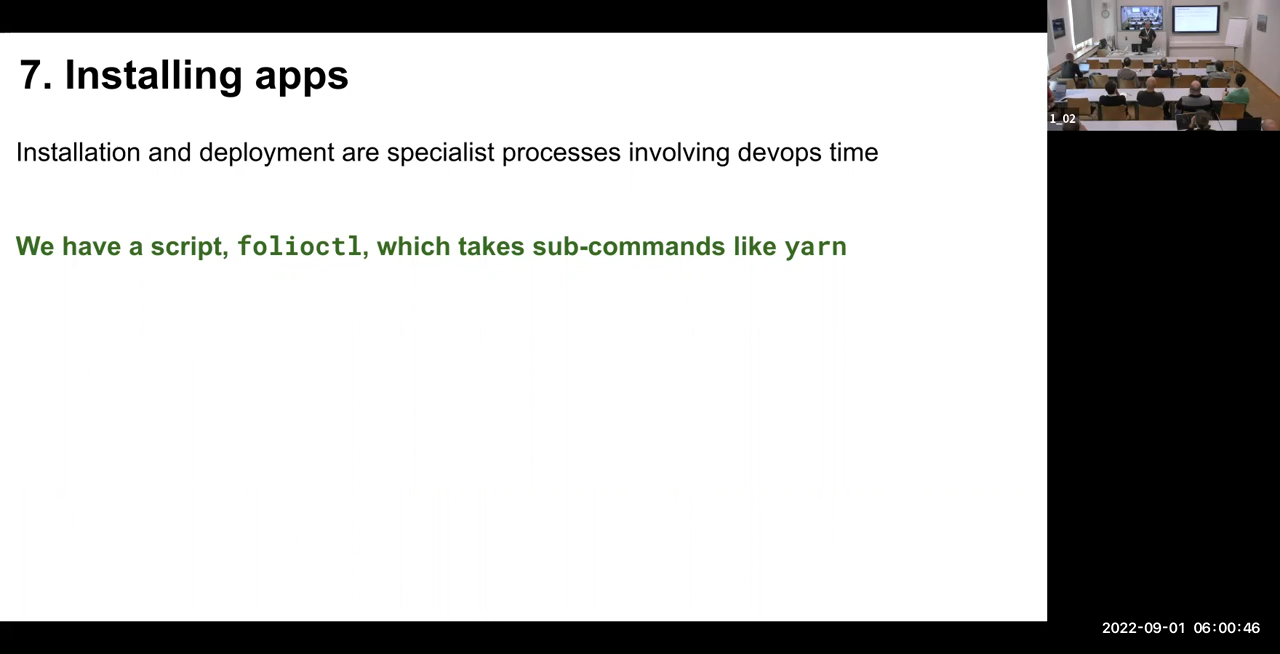 7. Installing apps
Installation and deployment are specialist processes involving devops time
We have a script, folioctl, which takes sub-commands like yarn
1_02
2022-09-01 06:00:46